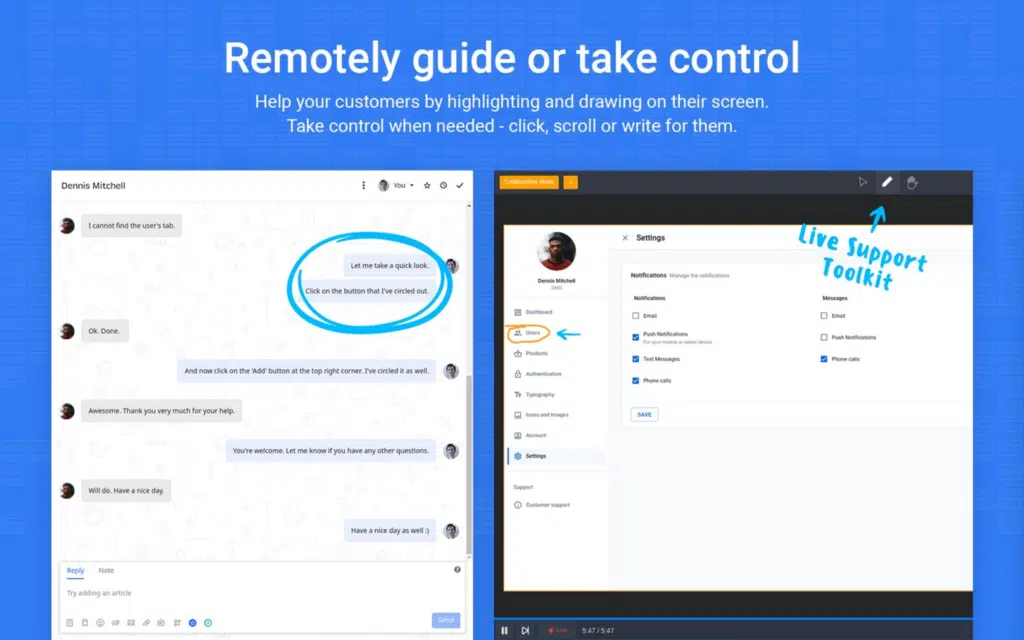 Remotely guide or take control
Help your customers by highlighting and drawing on their screen.
Take control when needed - click, scroll or write for them.
Dennis Mitchell
You
I cannot find the user's tab.
Let me take a quick look.
Click on the button that I've circled out.
Ok. Done.
And now click on the 'Add' button at the top right corner. I've circled it as well.
Awesome. Thank you very much for your help.
You're welcome. Let me know if you have any other questions.
Will do. Have a nice day.
Have a nice day as well :)
Reply
Note
Try adding an article
GIF
Send
Collaboration Mode
Live Support
Toolkit
Dennis Mitchell
CMO
Dashboard
Users
Products
Authentication
Typography
Icons and Images
Account
Settings
Support
Customer support
Settings
Notifications Manage the notifications
Notifications
Email
Push Notifications
For your mobile or tablet device
Text Messages
Phone calls
Messages
Email
Push Notifications
Phone calls
SAVE
Live
5:47 / 5:47